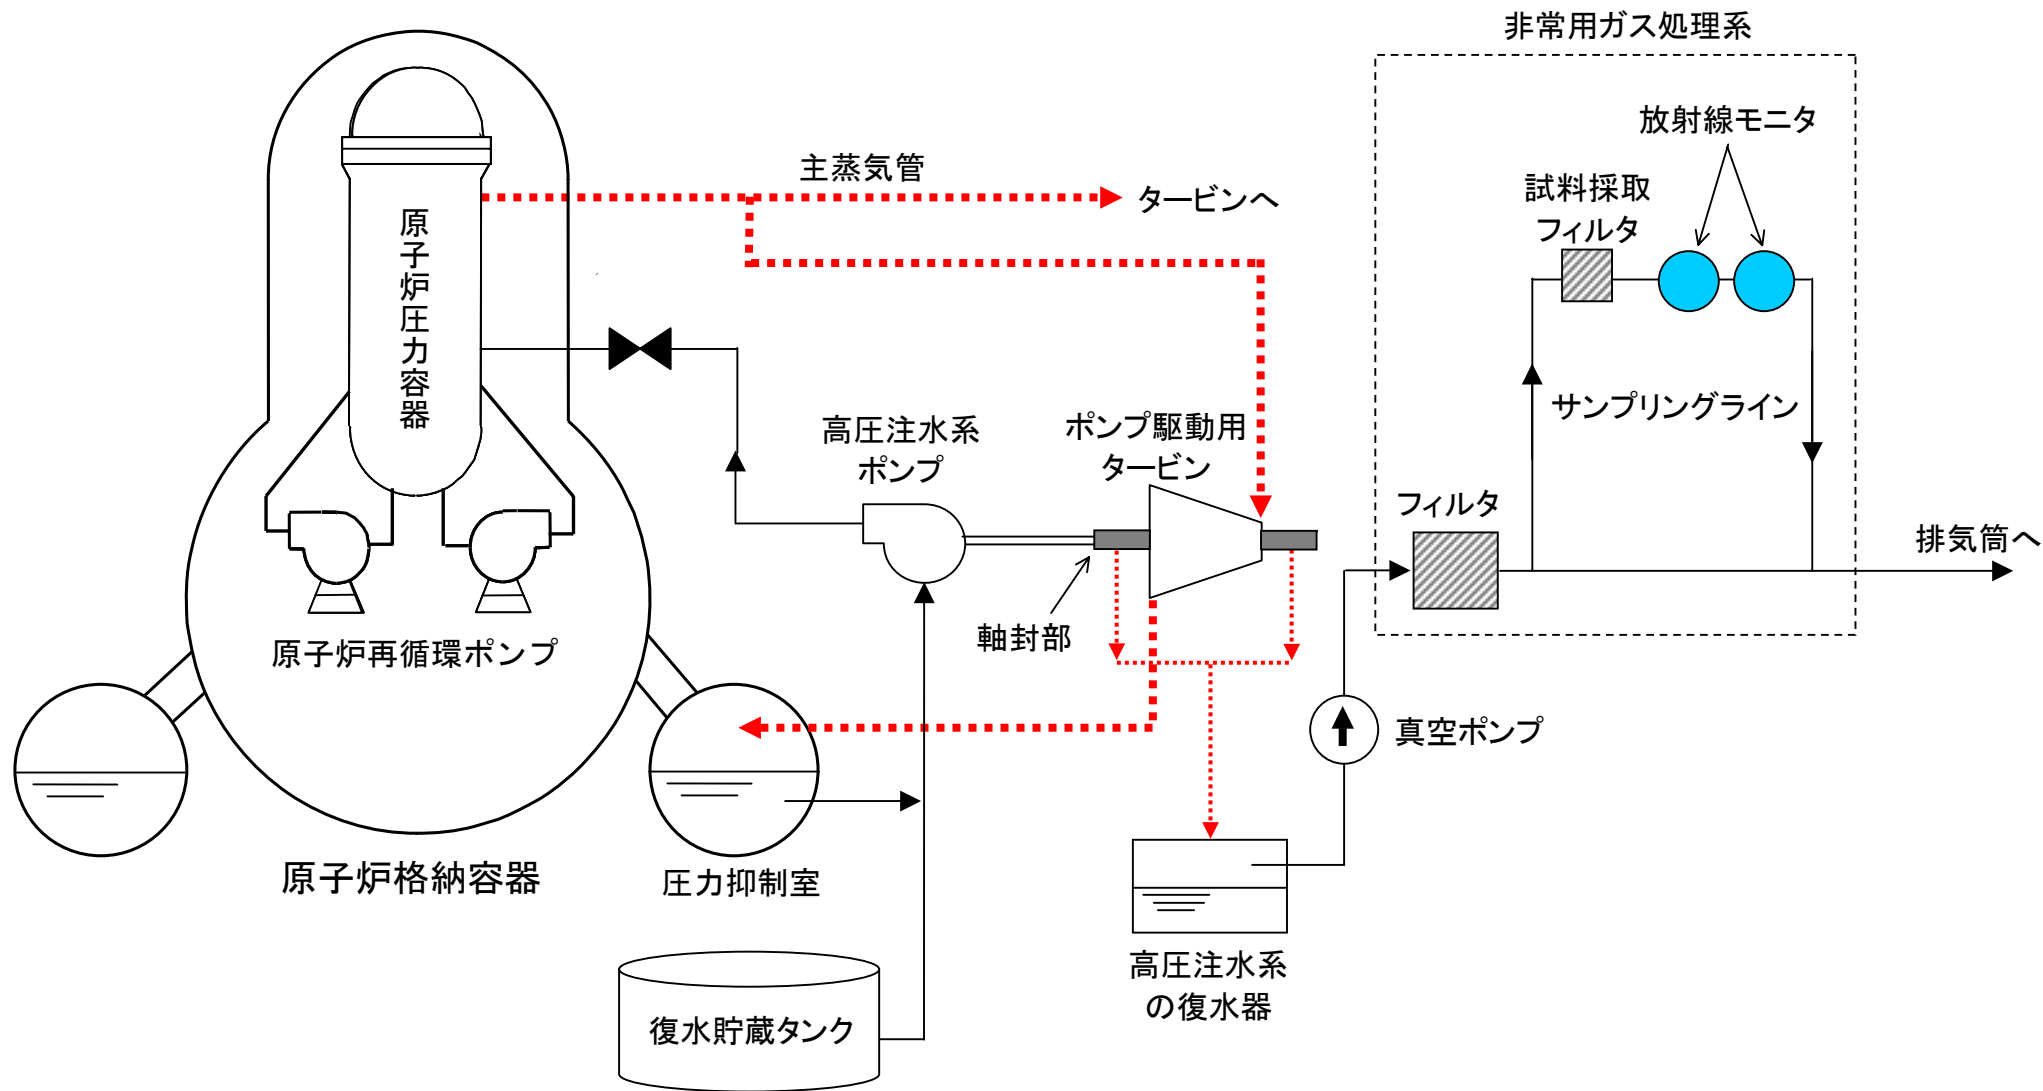 非常用ガス処理系
放射線モニタ
主蒸気管
タービンへ
試料採取
フィルタ
原子炉圧力容器
サンプリングライン
高圧注水系
ポンプ
ポンプ駆動用
タービン
フィルタ
排気筒へ
軸封部
原子炉再循環ポンプ
真空ポンプ
原子炉格納容器
圧力抑制室
高圧注水系
の復水器
復水貯蔵タンク